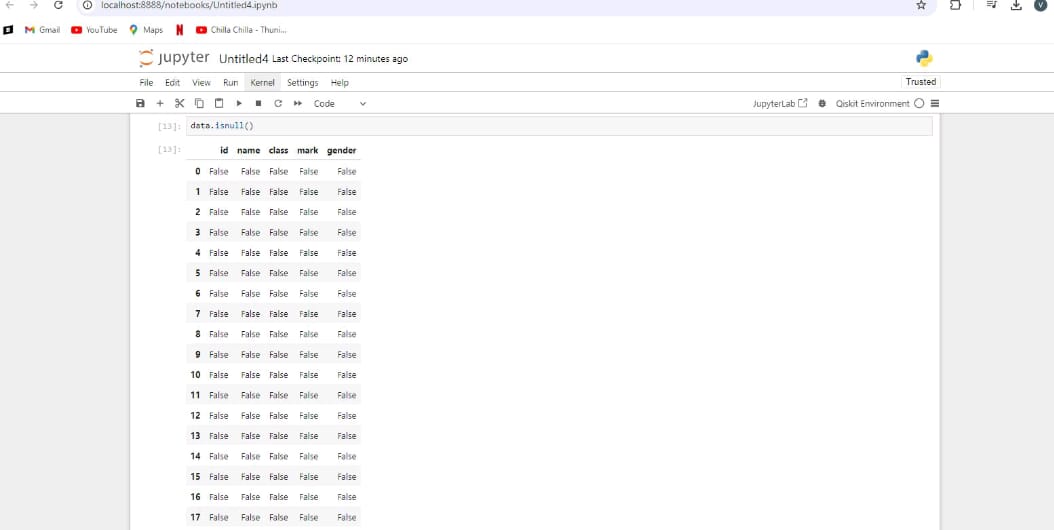 localhost:8888/notebooks/Untitled4.ipynb
V
Gmail YouTube Maps N Chilla Chilla - Thuni...
jupyter Untitled4 Last Checkpoint: 12 minutes ago
File Edit View Run Kernel Settings Help Trusted
Code JupyterLab Qiskit Environment
[13]: data.isnull()
[13]: id name class mark gender
0 False False False False False
1 False False False False False
2 False False False False False
3 False False False False False
4 False False False False False
5 False False False False False
6 False False False False False
7 False False False False False
8 False False False False False
9 False False False False False
10 False False False False False
11 False False False False False
12 False False False False False
13 False False False False False
14 False False False False False
15 False False False False False
16 False False False False False
17 False False False False False